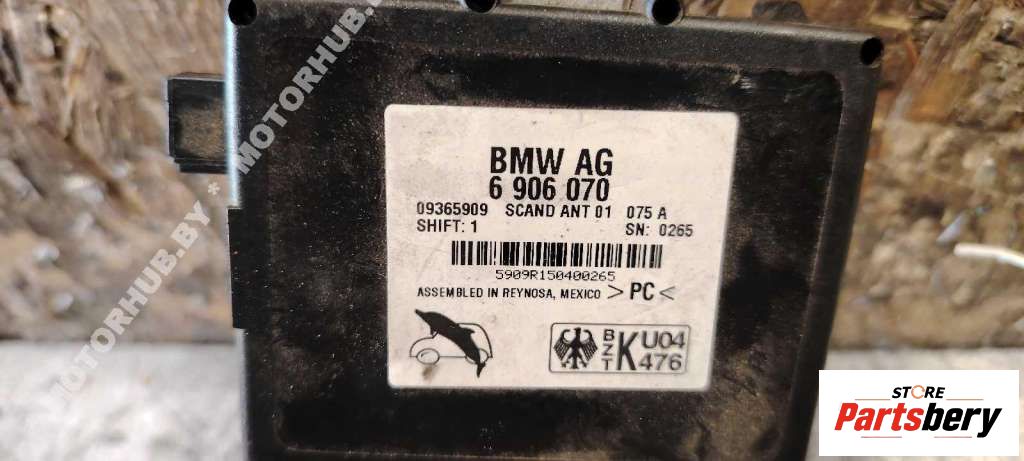 BMW AG
6 906 070
09365909 SCAND ANT 01 075 A
SHIFT: 1 SN: 0265
5909R150400265
ASSEMBLED IN REYNOSA, MEXICO >PC<
BZT K U04 476
MOTORHUB.BY * MOTORHUB.BY
STORE
Partsbery